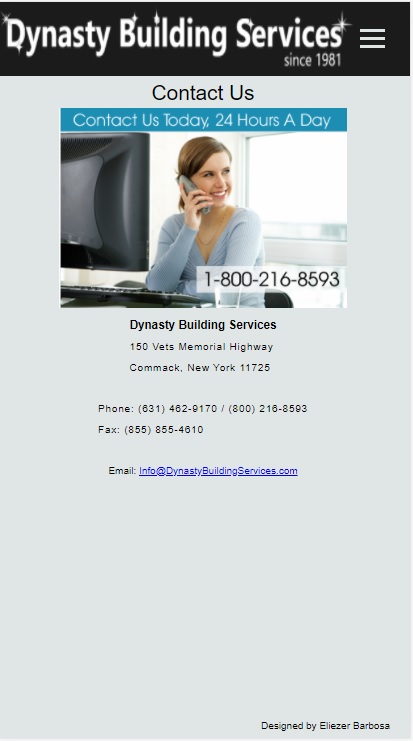 Dynasty Building Services
since 1981
Contact Us
Contact Us Today, 24 Hours A Day
1-800-216-8593
Dynasty Building Services
150 Vets Memorial Highway
Commack, New York 11725
Phone: (631) 462-9170 / (800) 216-8593
Fax: (855) 855-4610
Email: Info@DynastyBuildingServices.com
Designed by Eliezer Barbosa